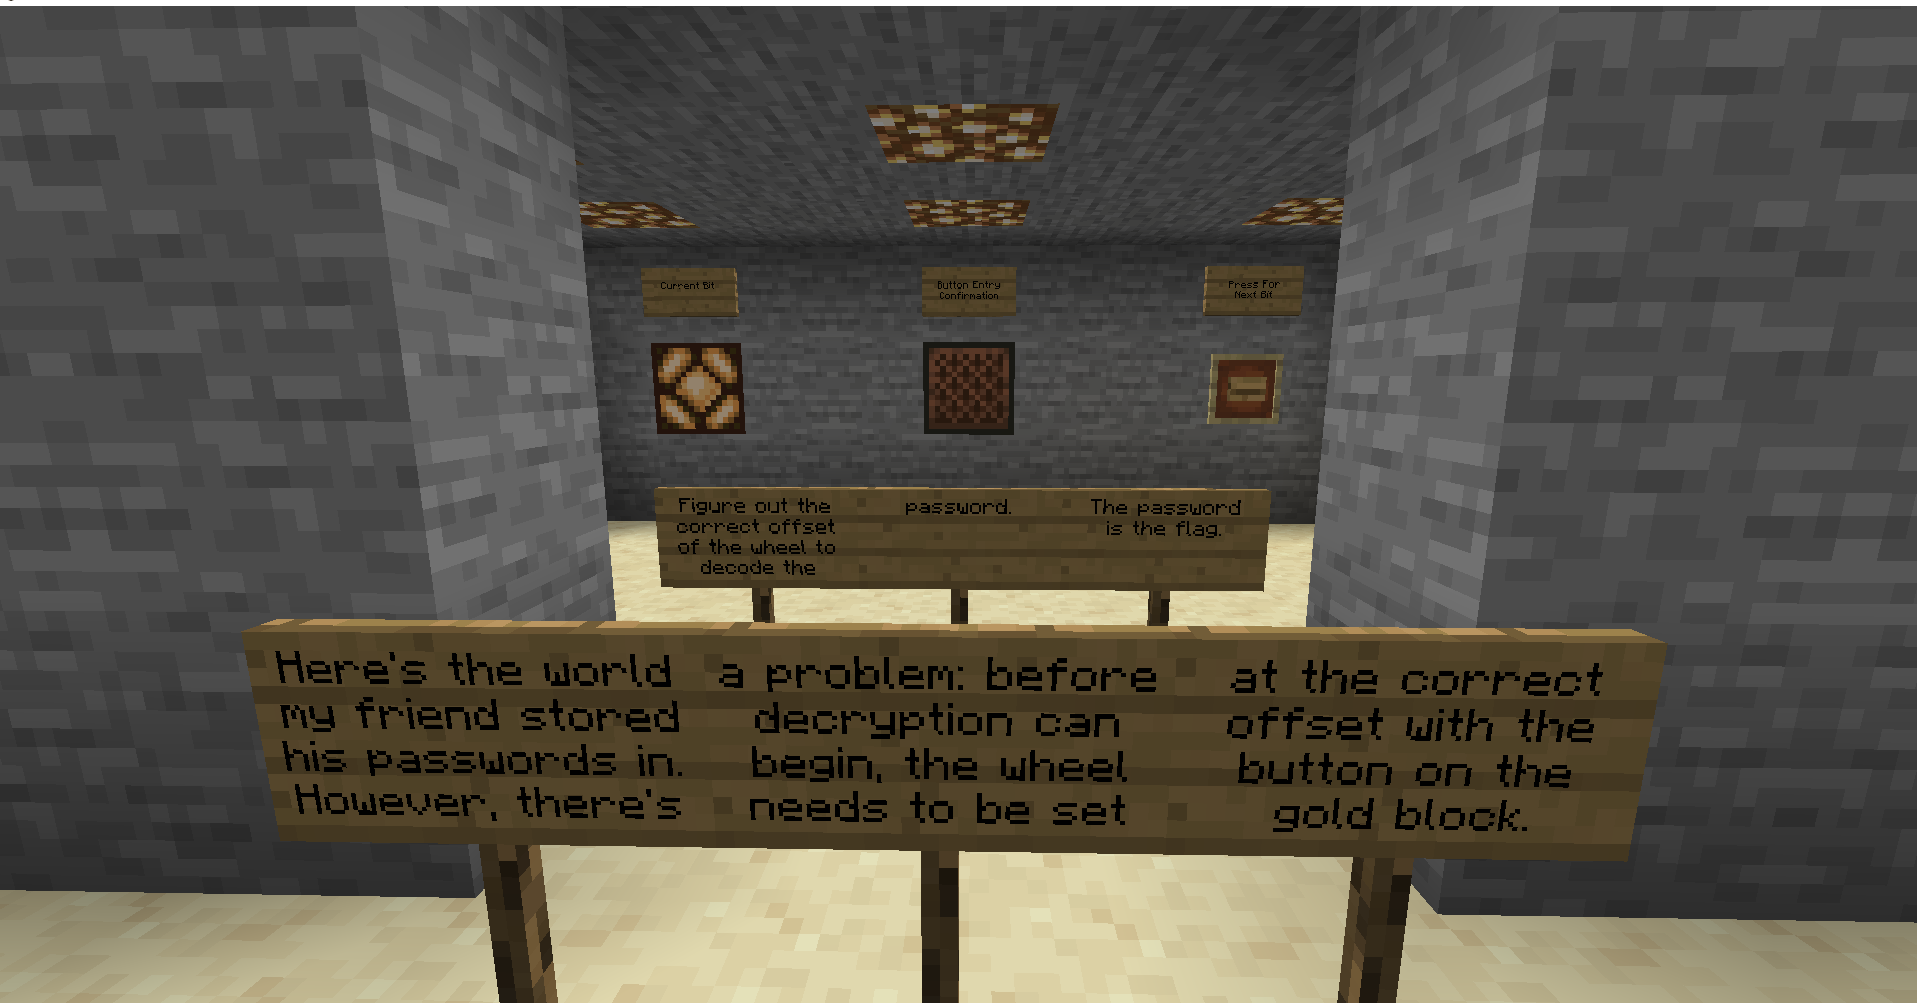 Current Bit
Button Entry
Confirmation
Press For
Next Bit
Figure out the
correct offset
of the wheel to
decode the
password.
The password
is the flag.
Here's the world
my friend stored
his passwords in.
However, there's
a problem: before
decryption can
begin, the wheel
needs to be set
at the correct
offset with the
button on the
gold block.